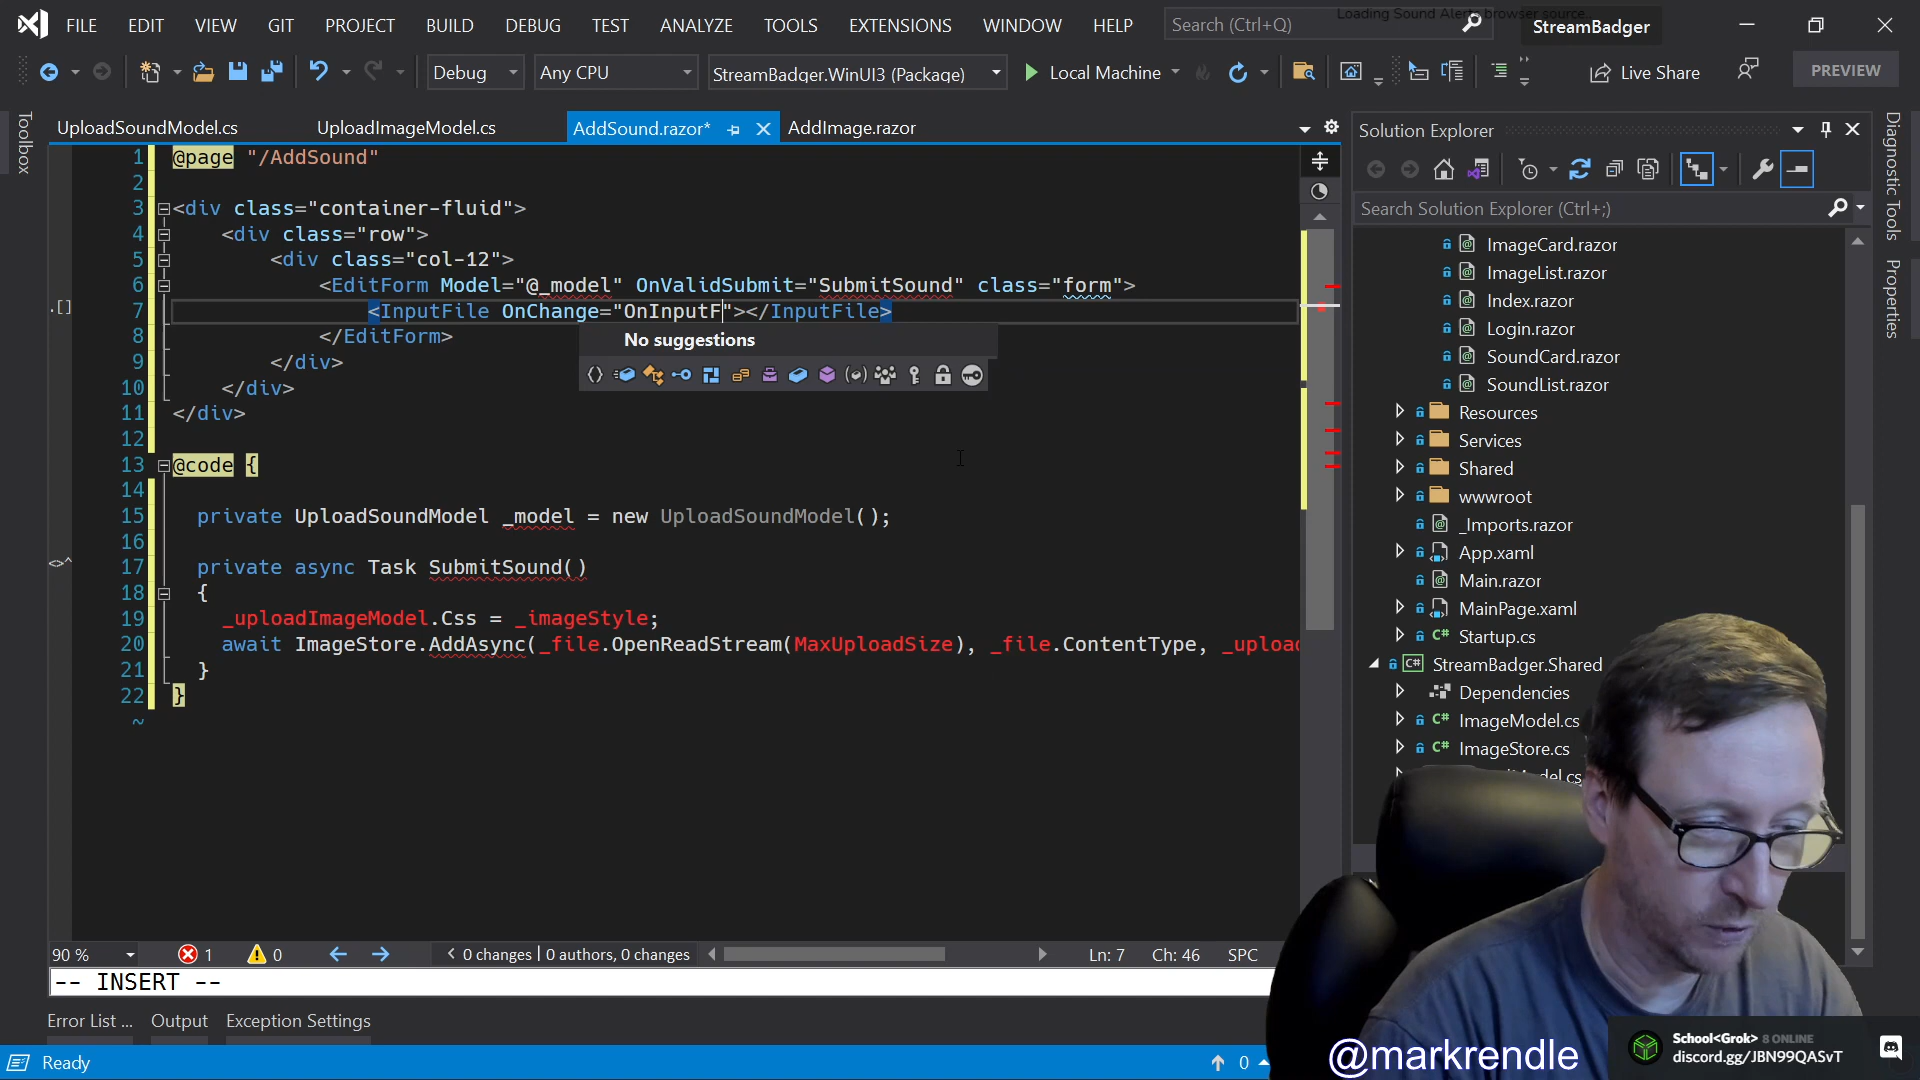 FILE EDIT VIEW GIT PROJECT BUILD DEBUG TEST ANALYZE TOOLS EXTENSIONS WINDOW HELP Search (Ctrl+Q) StreamBadger
Loading Sound Alerts browser source
Debug Any CPU StreamBadger.WinUI3 (Package) Local Machine Live Share PREVIEW
Toolbox
UploadSoundModel.cs UploadImageModel.cs AddSound.razor* AddImage.razor
1 @page "/AddSound"
2
3 <div class="container-fluid">
4 <div class="row">
5 <div class="col-12">
6 <EditForm Model="@_model" OnValidSubmit="SubmitSound" class="form">
7 <InputFile OnChange="OnInputF"></InputFile>
8 </EditForm>
9 </div>
10 </div>
11 </div>
12
13 @code {
14
15 private UploadSoundModel _model = new UploadSoundModel();
16
17 private async Task SubmitSound()
18 {
19 _uploadImageModel.Css = _imageStyle;
20 await ImageStore.AddAsync(_file.OpenReadStream(MaxUploadSize), _file.ContentType, _upload
21 }
22 }
~
No suggestions
90 % 1 0 0 changes | 0 authors, 0 changes Ln: 7 Ch: 46 SPC
-- INSERT --
Error List ... Output Exception Settings
Ready 0
Solution Explorer
Search Solution Explorer (Ctrl+;)
ImageCard.razor
ImageList.razor
Index.razor
Login.razor
SoundCard.razor
SoundList.razor
Resources
Services
Shared
wwwroot
_Imports.razor
App.xaml
Main.razor
MainPage.xaml
Startup.cs
StreamBadger.Shared
Dependencies
ImageModel.cs
ImageStore.cs
Diagnostic Tools
Properties
@markrendle
School<Grok> 8 ONLINE
discord.gg/JBN99QASvT